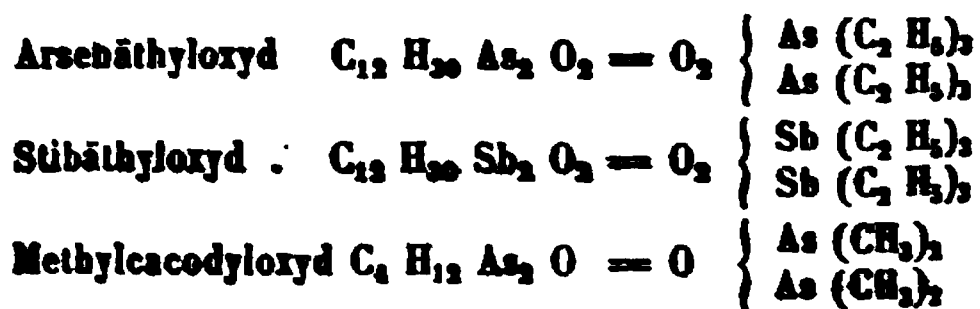 Arsenäthyloxyd C₁₂ H₃₀ As₂ O₂ = O₂ { As (C₂ H₅)₃
As (C₂ H₅)₃
Stibäthyloxyd . C₁₂ H₃₀ Sb₂ O₂ = O₂ { Sb (C₂ H₅)₃
Sb (C₂ H₅)₃
Methylcacodyloxyd C₄ H₁₂ As₂ O = O { As (CH₃)₂
As (CH₃)₂